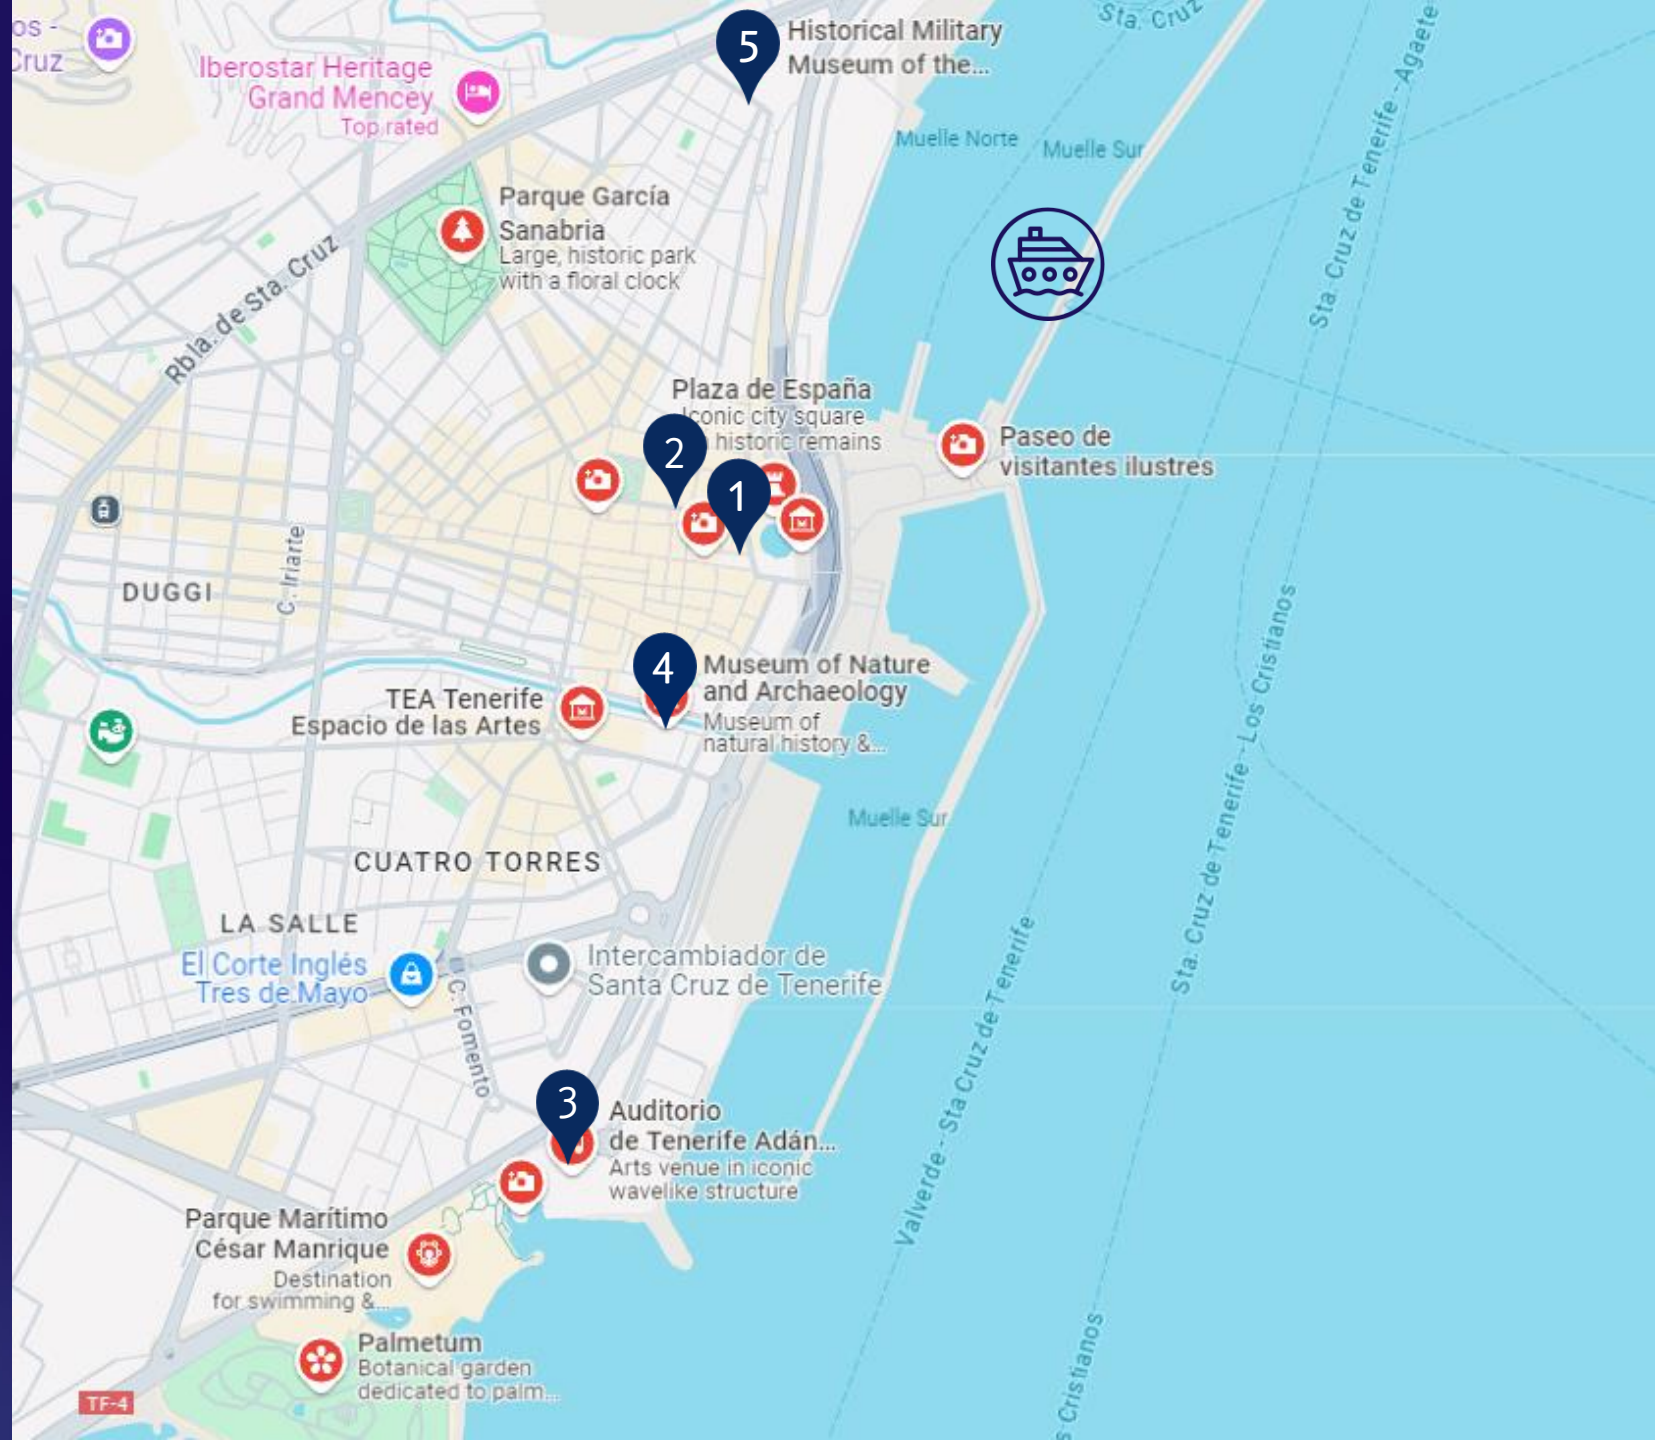 os -
Cruz
Iberostar Heritage
Grand Mencey
Top rated
5
Historical Military
Museum of the...
Sta. Cruz
Muelle Norte
Muelle Sur
Sta. Cruz de Tenerife - Agaete
Parque García
Sanabria
Large, historic park
with a floral clock
Rbla. de Sta. Cruz
Plaza de España
Iconic city square
historic remains
2
1
Paseo de
visitantes ilustres
C. Iriarte
DUGGI
4
Museum of Nature
and Archaeology
Museum of
natural history &...
TEA Tenerife
Espacio de las Artes
Sta. Cruz de Tenerife - Los Cristianos
Muelle Sur
CUATRO TORRES
LA SALLE
El Corte Inglés
Tres de Mayo
Intercambiador de
Santa Cruz de Tenerife
C. Fomento
Valverde - Sta Cruz de Tenerife
3
Auditorio
de Tenerife Adán...
Arts venue in iconic
wavelike structure
Parque Marítimo
César Manrique
Destination
for swimming &...
Palmetum
Botanical garden
dedicated to palm...
TF-4
s Cristianos